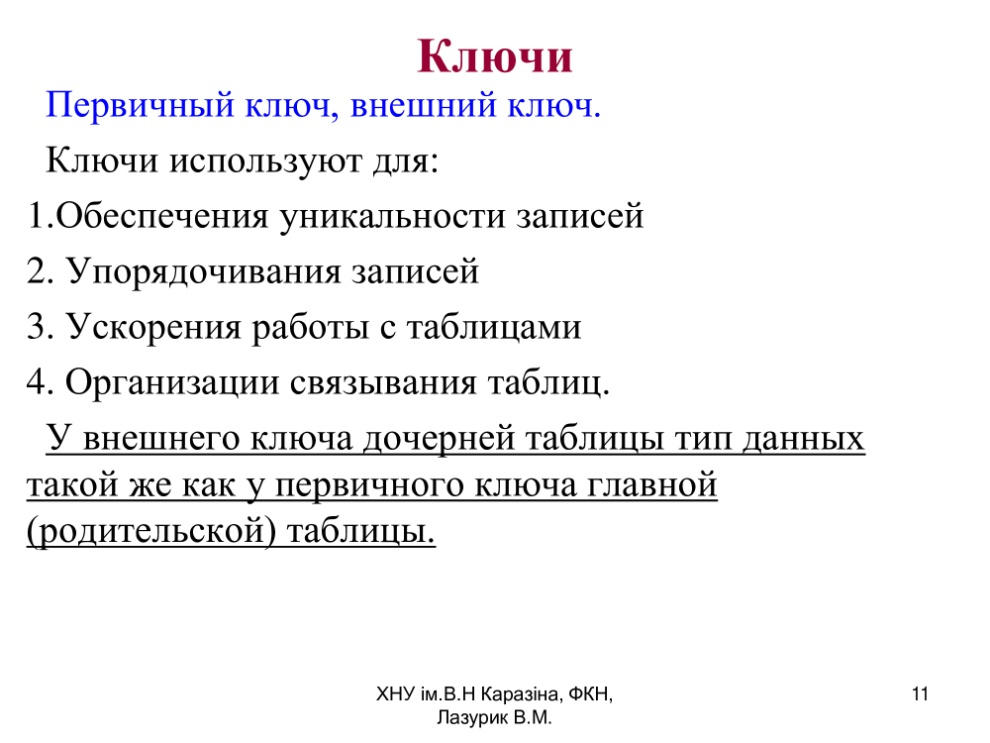 Ключи
Первичный ключ, внешний ключ.
Ключи используют для:
1.Обеспечения уникальности записей
2. Упорядочивания записей
3. Ускорения работы с таблицами
4. Организации связывания таблиц.
У внешнего ключа дочерней таблицы тип данных
такой же как у первичного ключа главной
(родительской) таблицы.
ХНУ ім.В.Н Каразіна, ФКН,
Лазурик В.М.
11